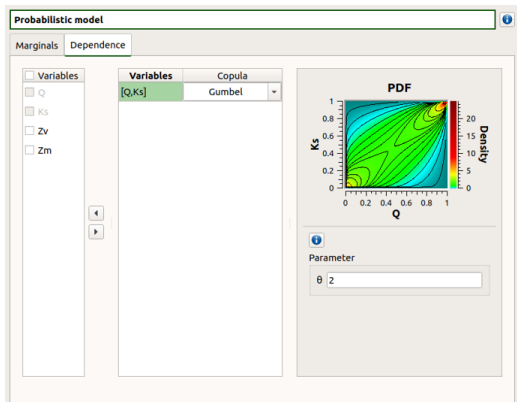 Probabilistic model
Marginals Dependence
Variables
Q
Ks
Zv
Zm
Variables Copula
[Q,Ks] Gumbel
PDF
1
0.8
0.6
0.4
0.2
0
Ks
0 0.2 0.4 0.6 0.8 1
Q
20
15
10
5
0
Density
Parameter
θ 2